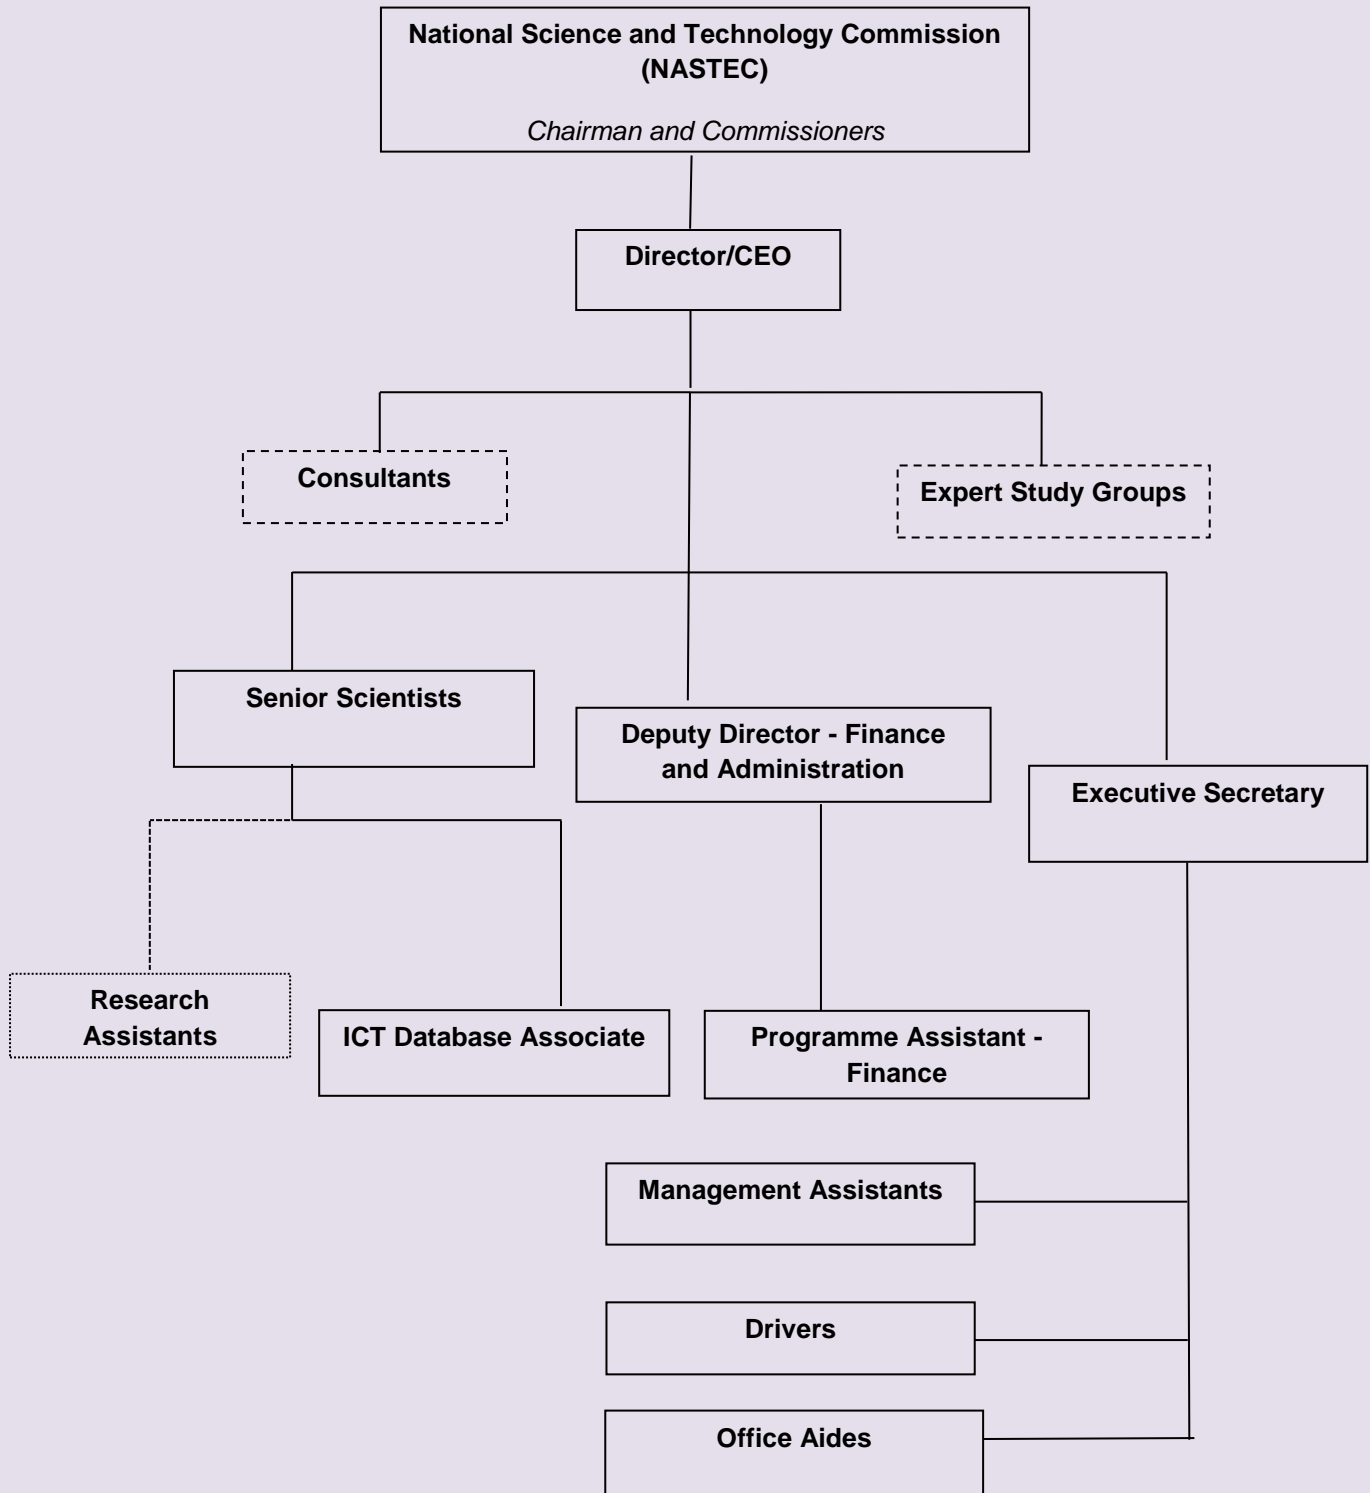 National Science and Technology Commission
(NASTEC)
Chairman and Commissioners
Director/CEO
Consultants
Expert Study Groups
Senior Scientists
Deputy Director - Finance
and Administration
Executive Secretary
Research
Assistants
ICT Database Associate
Programme Assistant -
Finance
Management Assistants
Drivers
Office Aides